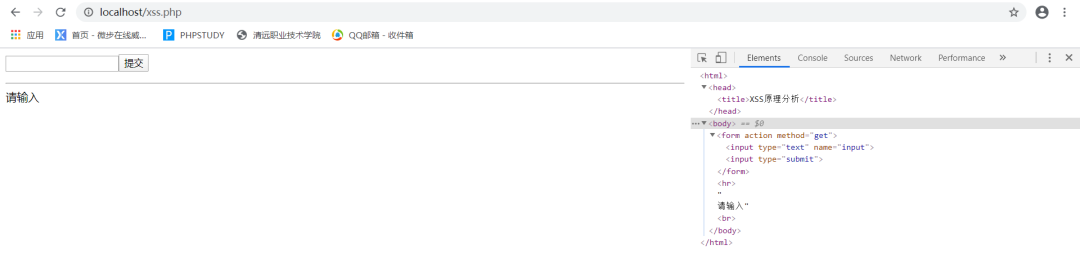 localhost/xss.php
应用 首页 - 微步在线威... PHPSTUDY 清远职业技术学院 QQ邮箱 - 收件箱
提交
请输入
Elements Console Sources Network Performance »
<html>
<head>
<title>XSS原理分析</title>
</head>
<body> == $0
<form action method="get">
<input type="text" name="input">
<input type="submit">
</form>
<hr>
"
请输入"
<br>
</body>
</html>